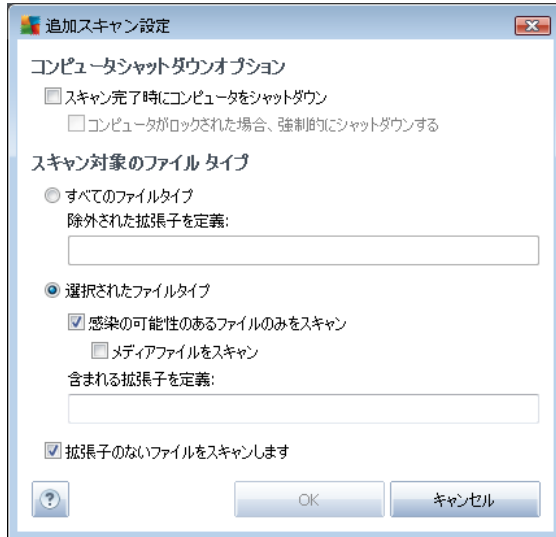 追加スキャン設定
コンピュータシャットダウンオプション
スキャン完了時にコンピュータをシャットダウン
コンピュータがロックされた場合、強制的にシャットダウンする
スキャン対象のファイル タイプ
すべてのファイルタイプ
除外された拡張子を定義:
選択されたファイルタイプ
感染の可能性のあるファイルのみをスキャン
メディアファイルをスキャン
含まれる拡張子を定義:
拡張子のないファイルをスキャンします
?
OK
キャンセル